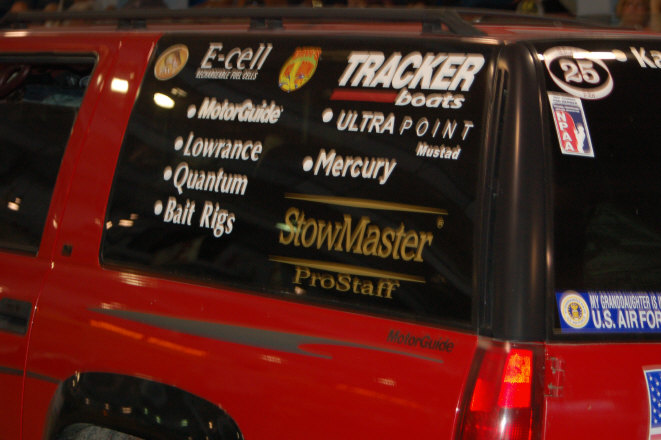 E-cell
RECHARGEABLE FUEL CELLS
• MotorGuide
• Lowrance
• Quantum
• Bait Rigs
TRACKER
boats
• ULTRA POINT
Mustad
• Mercury
StowMaster®
ProStaff
MotorGuide
25
NPAA
MY GRANDDAUGHTER IS
U.S. AIR FOR